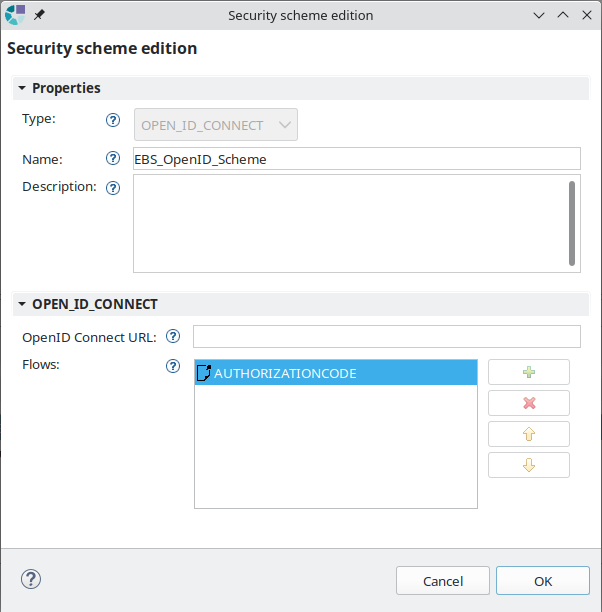 Security scheme edition
Security scheme edition
Properties
Type:
OPEN_ID_CONNECT
Name:
EBS_OpenID_Scheme
Description:
OPEN_ID_CONNECT
OpenID Connect URL:
Flows:
AUTHORIZATIONCODE
Cancel
OK